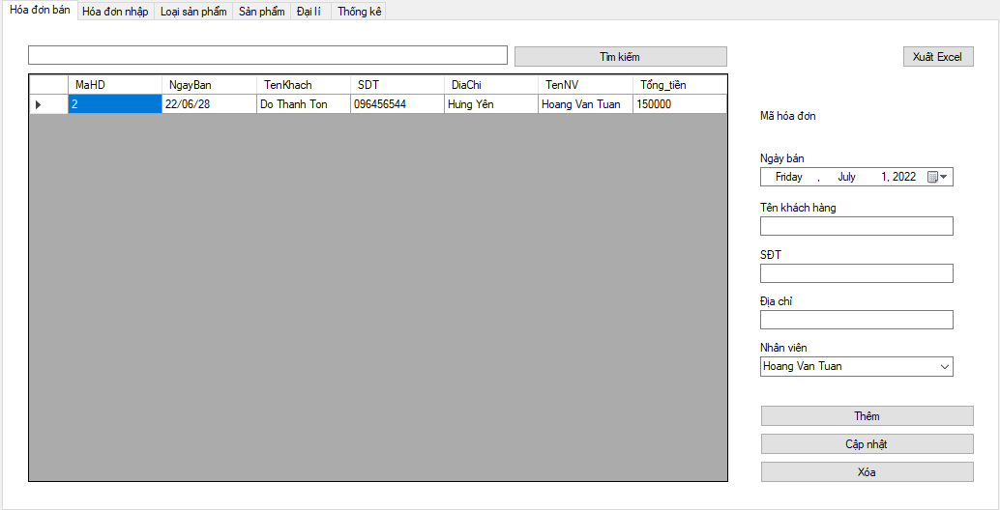 Hóa đơn bán Hóa đơn nhập Loại sản phẩm Sản phẩm Đại lí Thống kê
Tìm kiếm Xuất Excel
MaHD NgayBan TenKhach SDT DiaChi TenNV Tổng_tiền
2 22/06/28 Do Thanh Ton 096456544 Hưng Yên Hoang Van Tuan 150000
Mã hóa đơn
Ngày bán
Friday , July 1, 2022
Tên khách hàng
SĐT
Địa chỉ
Nhân viên
Hoang Van Tuan
Thêm
Cập nhật
Xóa